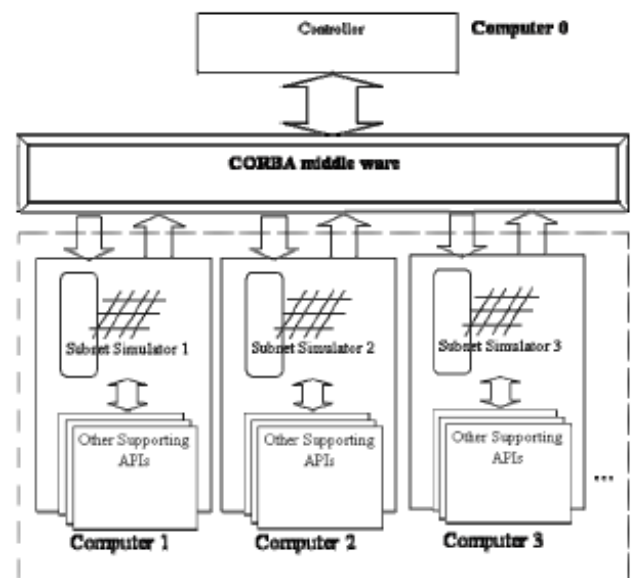 Controller
Computer 0
CORBA middle ware
Subnet Simulator 1
Subnet Simulator 2
Subnet Simulator 3
Other Supporting
APIs
Other Supporting
APIs
Other Supporting
APIs
...
Computer 1
Computer 2
Computer 3